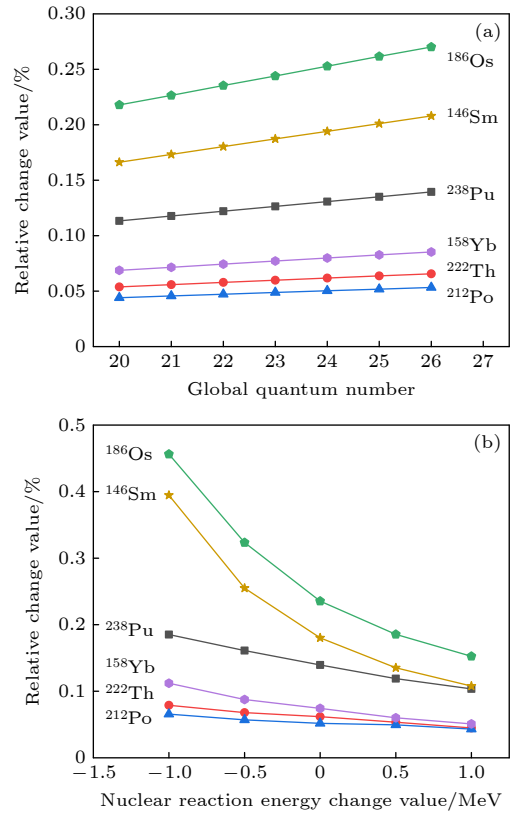 (a)
Relative change value/%
0.30
0.25
0.20
0.15
0.10
0.05
0
¹⁸⁶Os
¹⁴⁶Sm
²³⁸Pu
¹⁵⁸Yb
²²²Th
²¹²Po
20 21 22 23 24 25 26 27
Global quantum number
(b)
Relative change value/%
0.5
0.4
0.3
0.2
0.1
0
¹⁸⁶Os
¹⁴⁶Sm
²³⁸Pu
¹⁵⁸Yb
²²²Th
²¹²Po
−1.5 −1.0 −0.5 0 0.5 1.0
Nuclear reaction energy change value/MeV